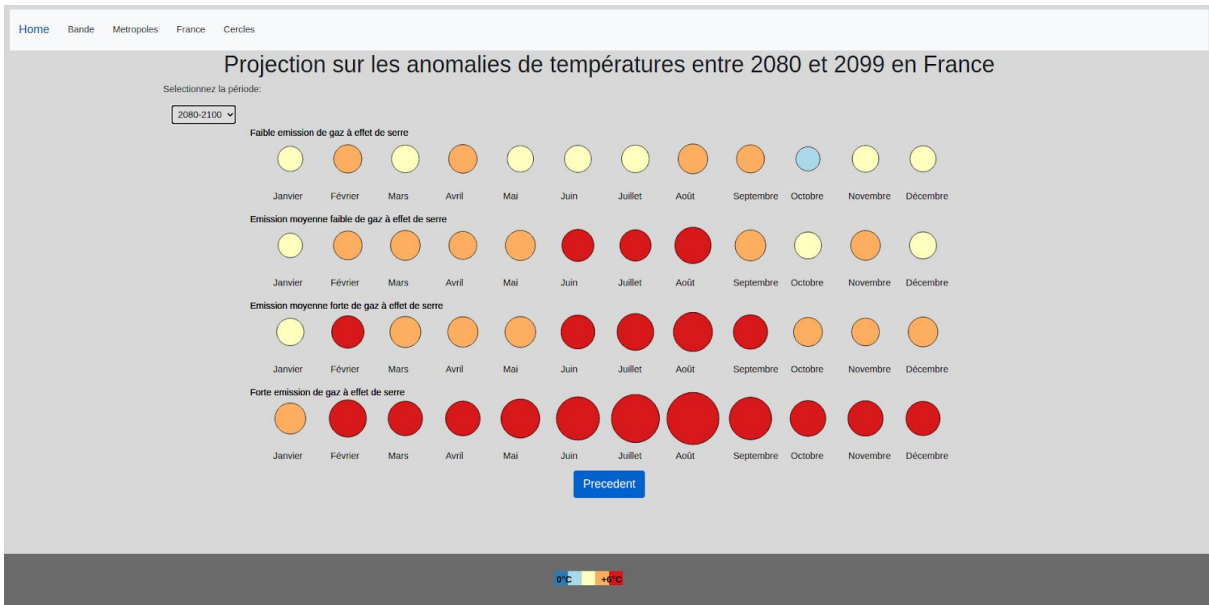 Home Bande Metropoles France Cercles
Projection sur les anomalies de températures entre 2080 et 2099 en France
Selectionnez la période:
2080-2100
Faible emission de gaz à effet de serre
Janvier Février Mars Avril Mai Juin Juillet Août Septembre Octobre Novembre Décembre
Emission moyenne faible de gaz à effet de serre
Janvier Février Mars Avril Mai Juin Juillet Août Septembre Octobre Novembre Décembre
Emission moyenne forte de gaz à effet de serre
Janvier Février Mars Avril Mai Juin Juillet Août Septembre Octobre Novembre Décembre
Forte emission de gaz à effet de serre
Janvier Février Mars Avril Mai Juin Juillet Août Septembre Octobre Novembre Décembre
Precedent
0°C +6°C